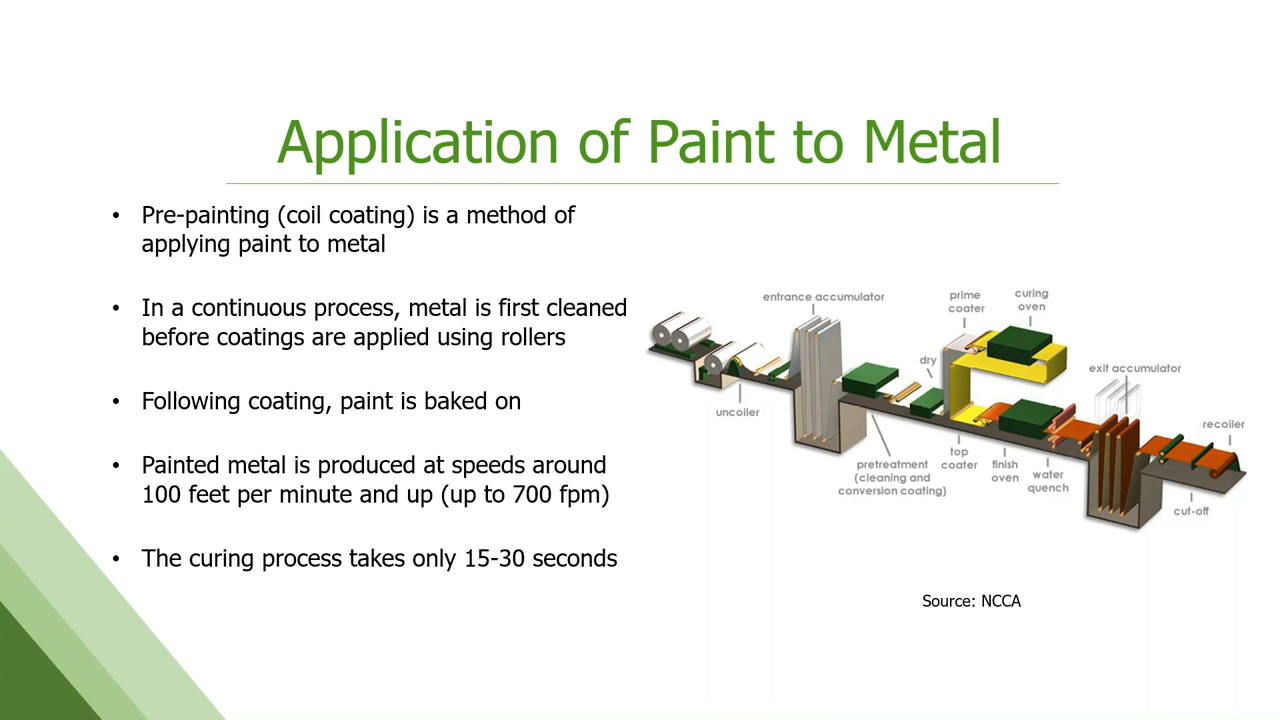 Application of Paint to Metal
• Pre-painting (coil coating) is a method of
applying paint to metal
• In a continuous process, metal is first cleaned
before coatings are applied using rollers
• Following coating, paint is baked on
• Painted metal is produced at speeds around
100 feet per minute and up (up to 700 fpm)
• The curing process takes only 15-30 seconds
entrance accumulator
prime
coater
curing
oven
dry
exit accumulator
uncoiler
recoiler
pretreatment
(cleaning and
conversion coating)
top
coater
finish
oven
water
quench
cut-off
Source: NCCA